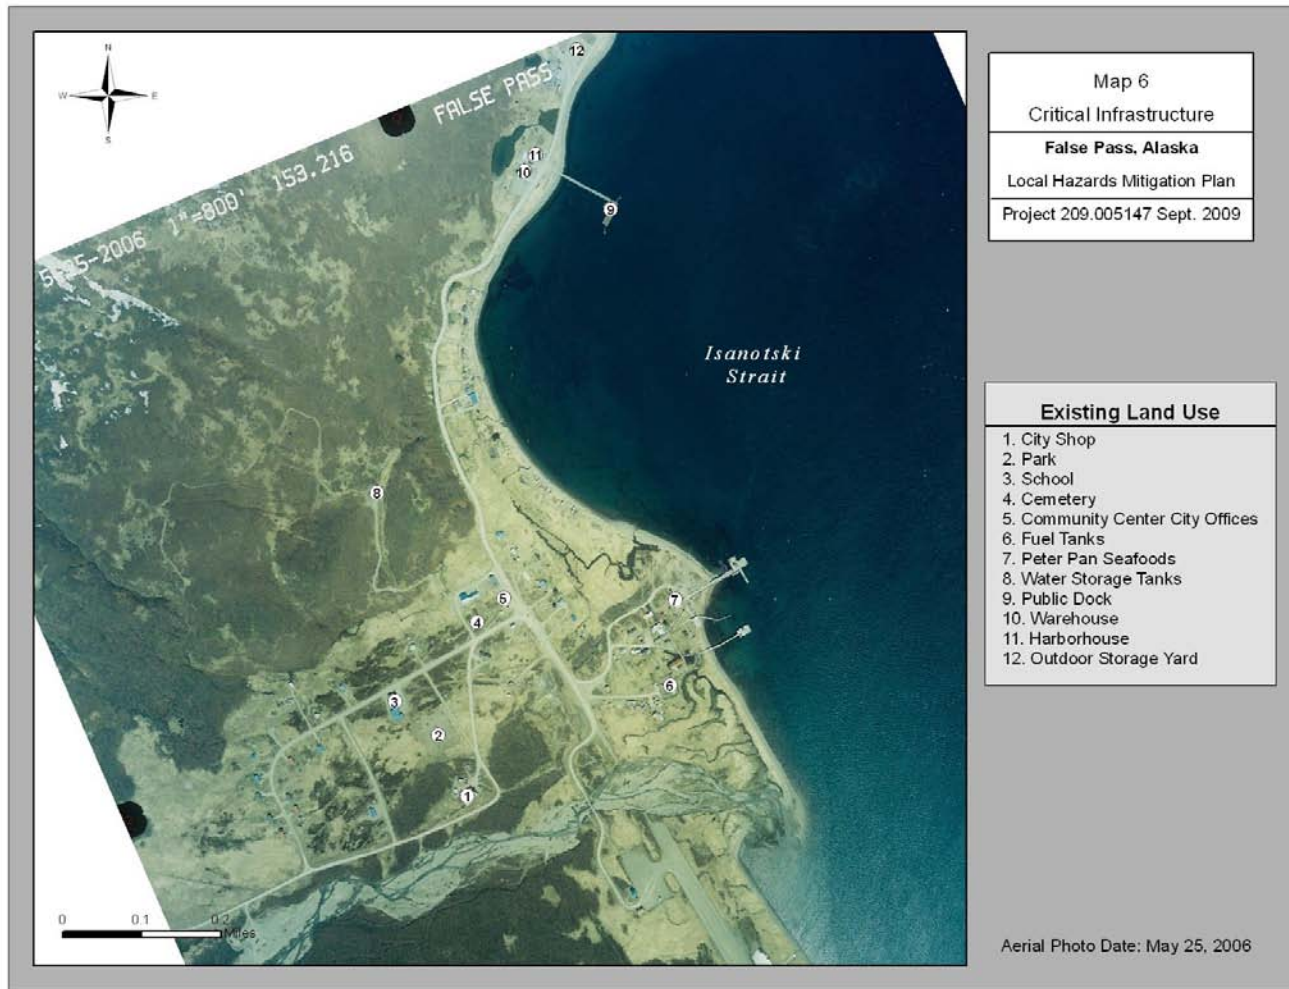 N
W E
S
FALSE PASS
153.216
1"=800'
5-25-2006
12
11
10
9
Isanotski
Strait
8
5
7
4
6
3
2
1
0 0.1 0.2
Miles
Map 6
Critical Infrastructure
False Pass, Alaska
Local Hazards Mitigation Plan
Project 209.005147 Sept. 2009
Existing Land Use
1. City Shop
2. Park
3. School
4. Cemetery
5. Community Center City Offices
6. Fuel Tanks
7. Peter Pan Seafoods
8. Water Storage Tanks
9. Public Dock
10. Warehouse
11. Harborhouse
12. Outdoor Storage Yard
Aerial Photo Date: May 25, 2006